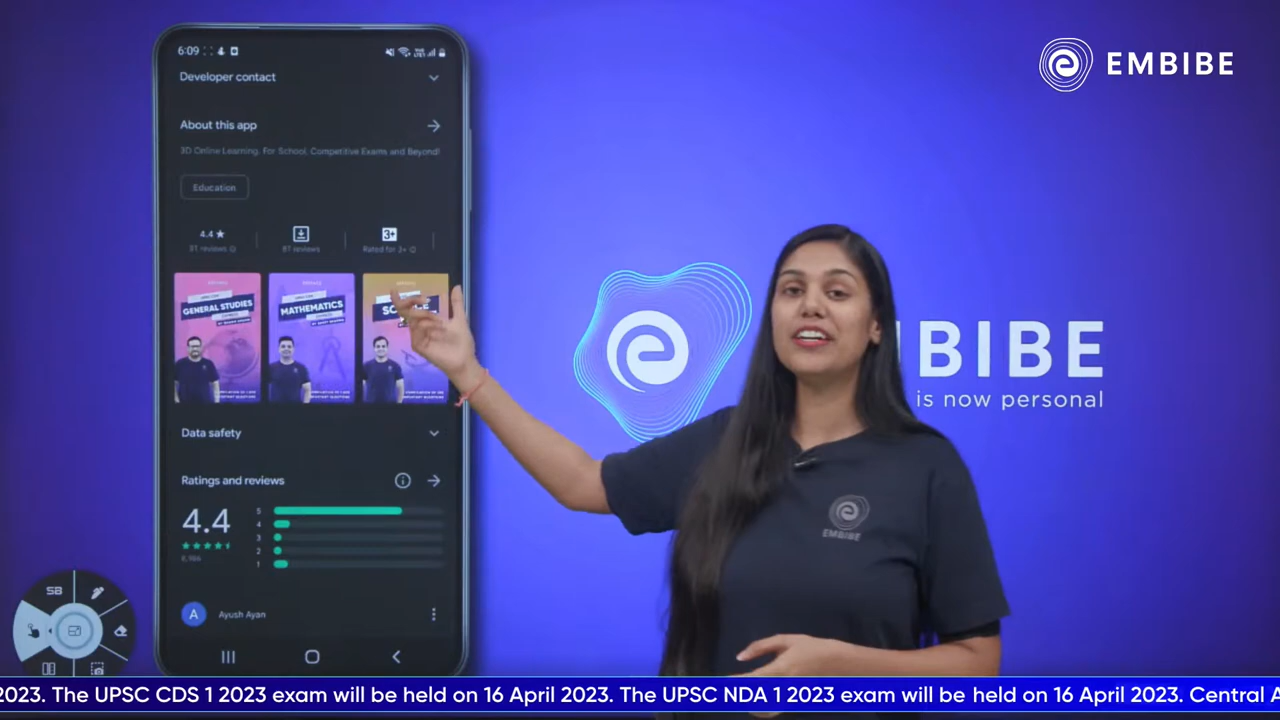 6:09
Developer contact
About this app
3D Online Learning. For School, Competitive Exams and Beyond!
Education
4.4 ★
3+
Rated for 3+
GENERAL STUDIES
MATHEMATICS
Data safety
Ratings and reviews
4.4
5
4
3
2
1
A
Ayush Ayan
SB
EMBIBE
BIBE
is now personal
EMBIBE
2023. The UPSC CDS 1 2023 exam will be held on 16 April 2023. The UPSC NDA 1 2023 exam will be held on 16 April 2023. Central A